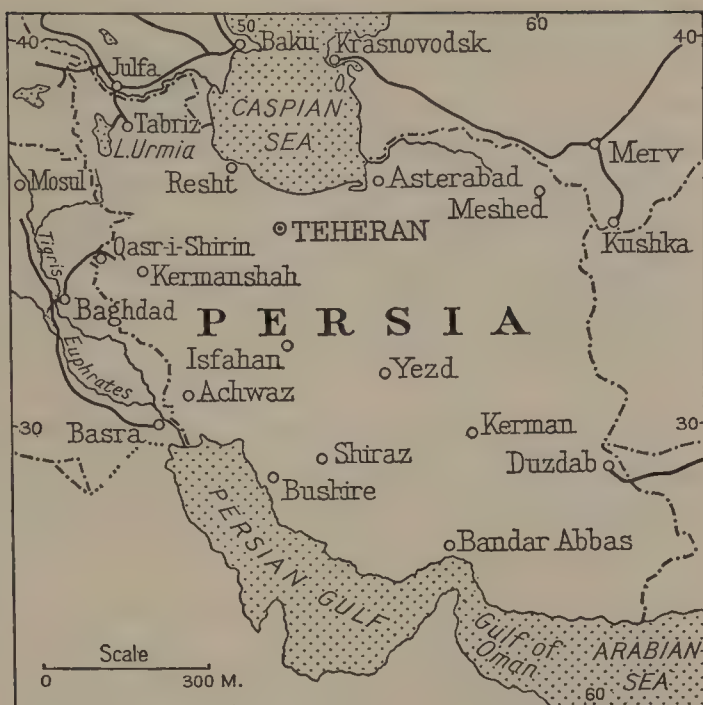 50
60
40
40
Baku
Krasnovodsk
Julfa
CASPIAN
SEA
Tabriz
L.Urmia
Merv
Mosul
Resht
Asterabad
Meshed
TEHERAN
Kushka
Qasr-i-Shirin
Tigris
Kermanshah
Baghdad
PERSIA
Isfahan
Euphrates
Yezd
Achwaz
30
Basra
Kerman
30
Shiraz
Duzdab
Bushire
PERSIAN GULF
Bandar Abbas
Scale
Gulf of
Oman
ARABIAN
SEA
0 300 M.
60